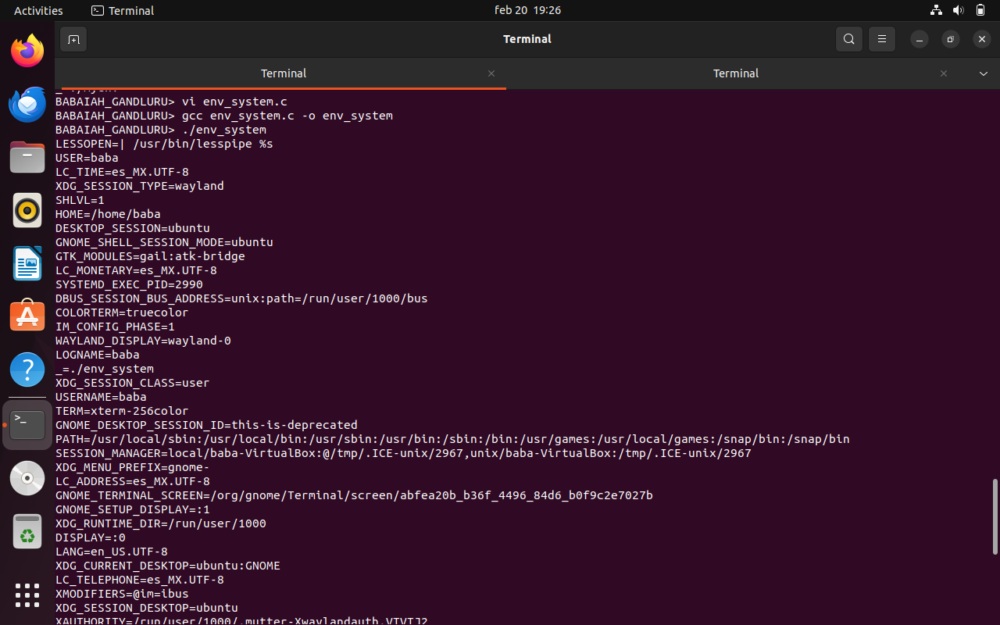 Activities
Terminal
feb 20 19:26
Terminal
Terminal
Terminal
BABAIAH_GANDLURU> vi env_system.c
BABAIAH_GANDLURU> gcc env_system.c -o env_system
BABAIAH_GANDLURU> ./env_system
LESSOPEN=| /usr/bin/lesspipe %s
USER=baba
LC_TIME=es_MX.UTF-8
XDG_SESSION_TYPE=wayland
SHLVL=1
HOME=/home/baba
DESKTOP_SESSION=ubuntu
GNOME_SHELL_SESSION_MODE=ubuntu
GTK_MODULES=gail:atk-bridge
LC_MONETARY=es_MX.UTF-8
SYSTEMD_EXEC_PID=2990
DBUS_SESSION_BUS_ADDRESS=unix:path=/run/user/1000/bus
COLORTERM=truecolor
IM_CONFIG_PHASE=1
WAYLAND_DISPLAY=wayland-0
LOGNAME=baba
_=./env_system
XDG_SESSION_CLASS=user
USERNAME=baba
TERM=xterm-256color
GNOME_DESKTOP_SESSION_ID=this-is-deprecated
PATH=/usr/local/sbin:/usr/local/bin:/usr/sbin:/usr/bin:/sbin:/bin:/usr/games:/usr/local/games:/snap/bin:/snap/bin
SESSION_MANAGER=local/baba-VirtualBox:@/tmp/.ICE-unix/2967,unix/baba-VirtualBox:/tmp/.ICE-unix/2967
XDG_MENU_PREFIX=gnome-
LC_ADDRESS=es_MX.UTF-8
GNOME_TERMINAL_SCREEN=/org/gnome/Terminal/screen/abfea20b_b36f_4496_84d6_b0f9c2e7027b
GNOME_SETUP_DISPLAY=:1
XDG_RUNTIME_DIR=/run/user/1000
DISPLAY=:0
LANG=en_US.UTF-8
XDG_CURRENT_DESKTOP=ubuntu:GNOME
LC_TELEPHONE=es_MX.UTF-8
XMODIFIERS=@im=ibus
XDG_SESSION_DESKTOP=ubuntu
XAUTHORITY=/run/user/1000/.mutter-Xwaylandauth.VTVTJ2